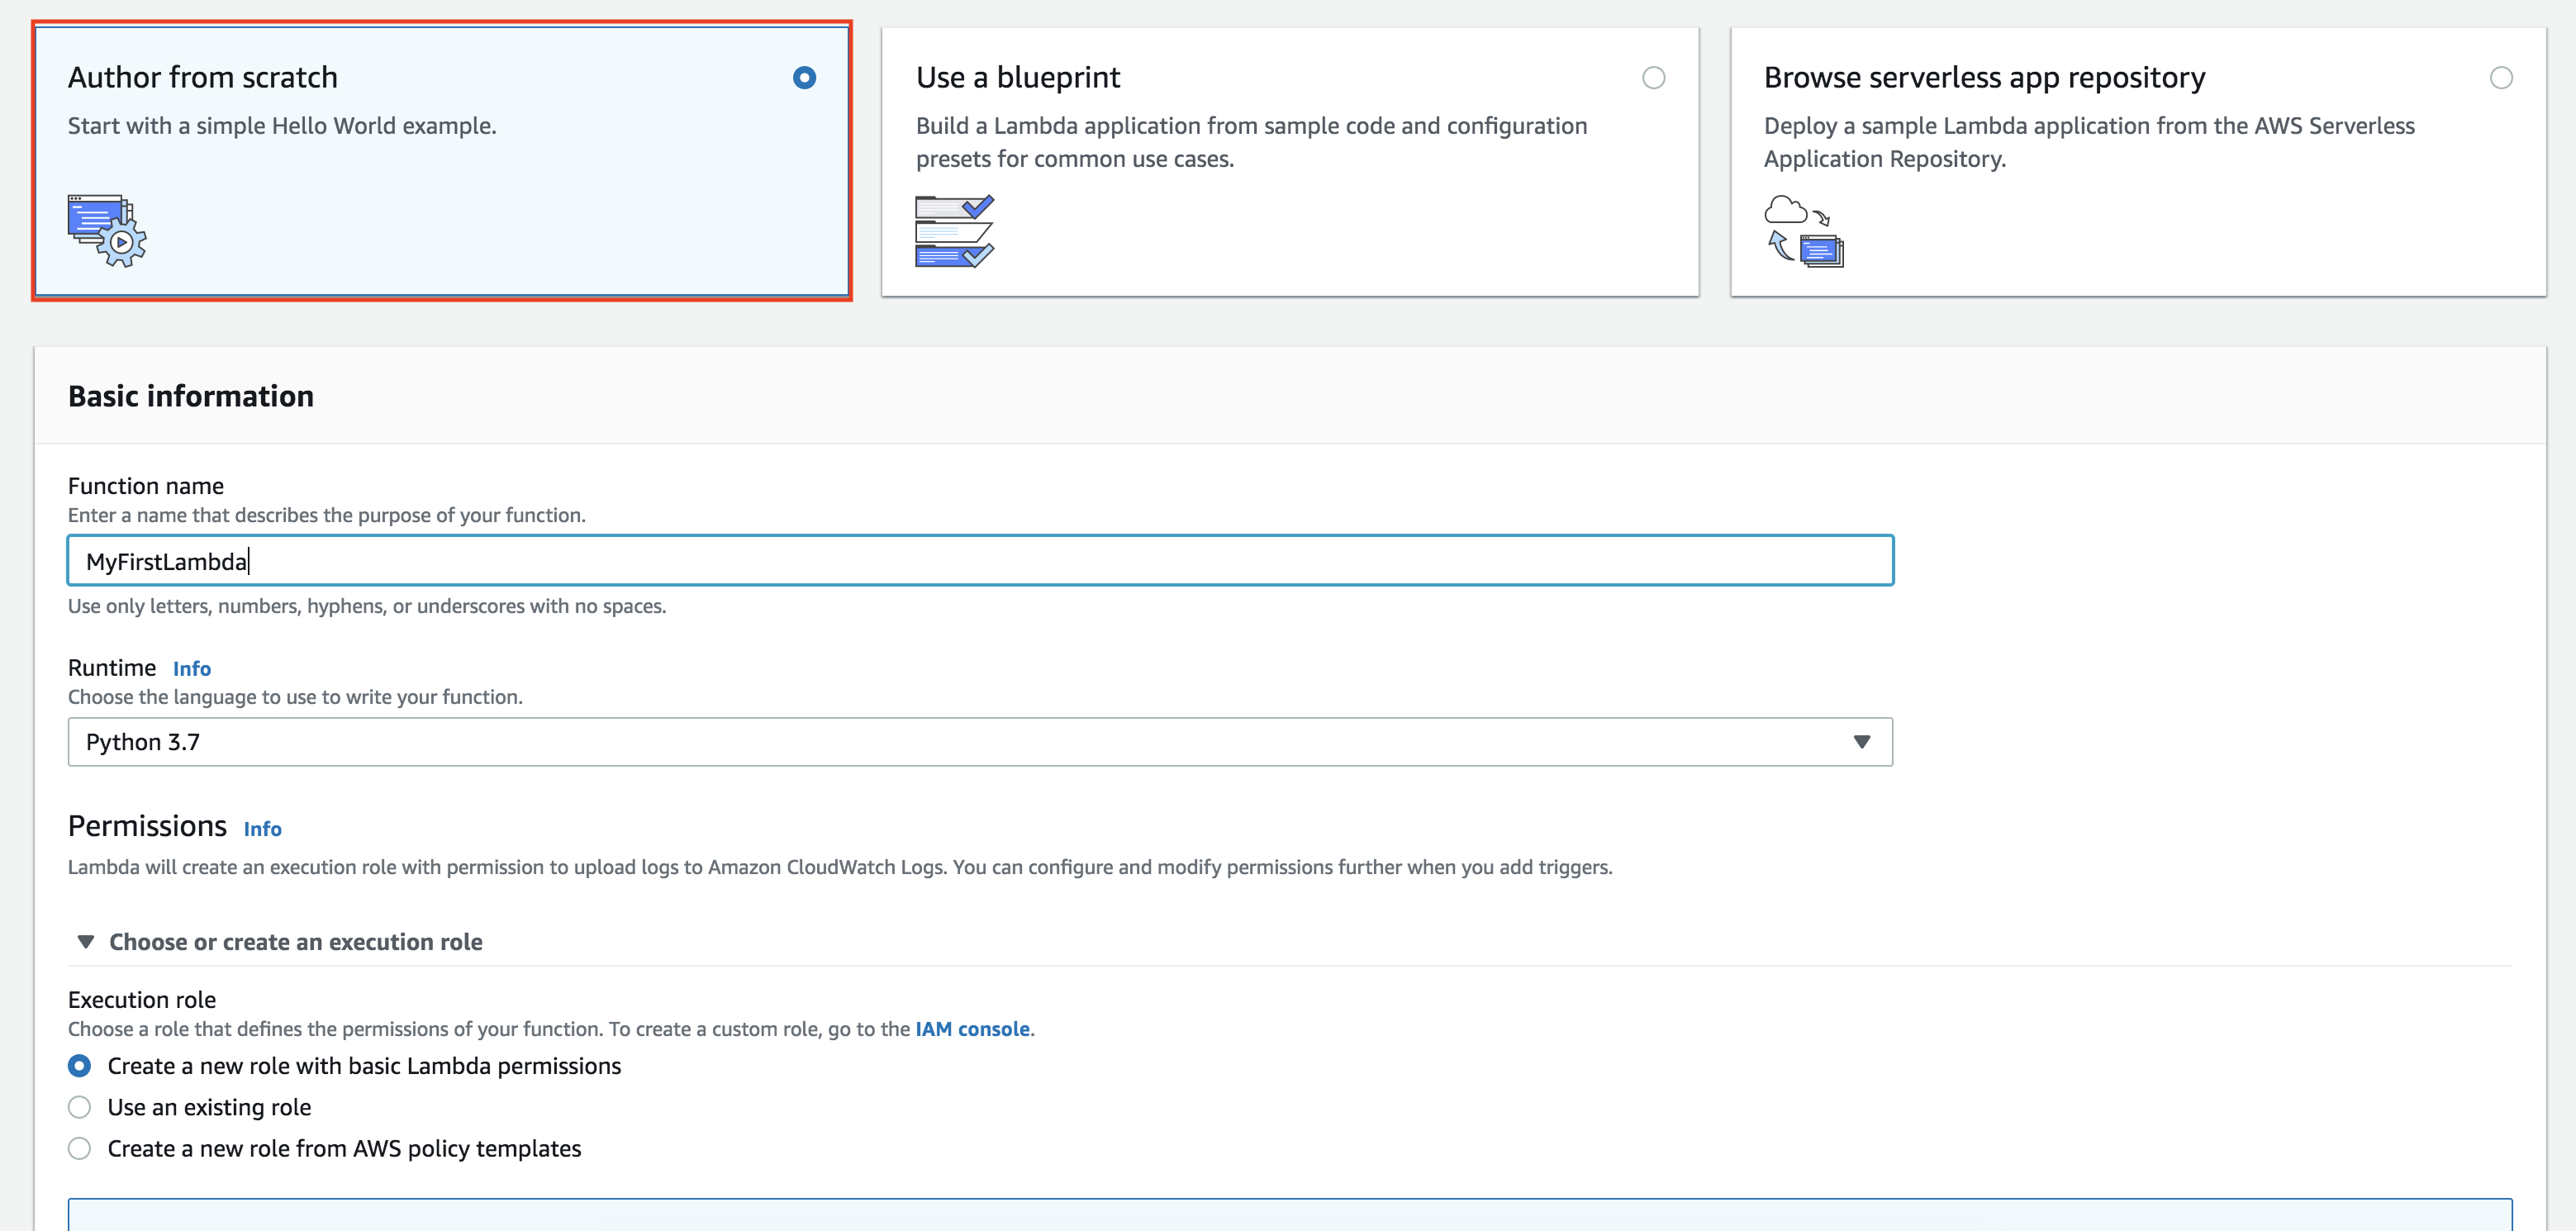 Author from scratch
Start with a simple Hello World example.
Use a blueprint
Build a Lambda application from sample code and configuration
presets for common use cases.
Browse serverless app repository
Deploy a sample Lambda application from the AWS Serverless
Application Repository.
Basic information
Function name
Enter a name that describes the purpose of your function.
MyFirstLambda
Use only letters, numbers, hyphens, or underscores with no spaces.
Runtime Info
Choose the language to use to write your function.
Python 3.7
Permissions Info
Lambda will create an execution role with permission to upload logs to Amazon CloudWatch Logs. You can configure and modify permissions further when you add triggers.
Choose or create an execution role
Execution role
Choose a role that defines the permissions of your function. To create a custom role, go to the IAM console.
Create a new role with basic Lambda permissions
Use an existing role
Create a new role from AWS policy templates